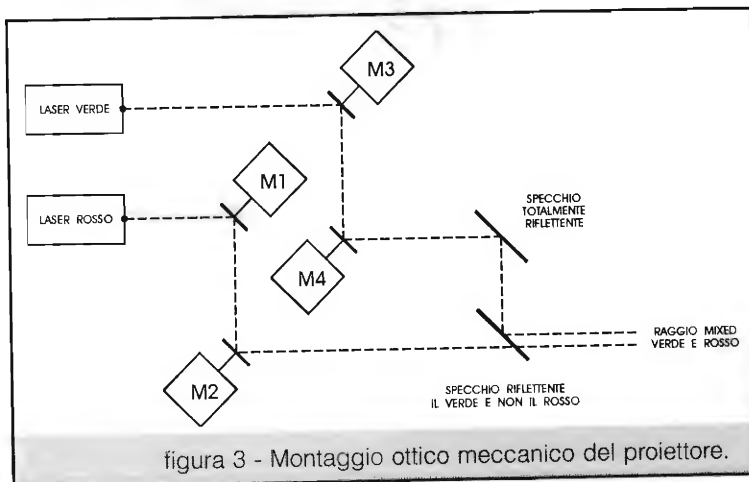 M3
LASER VERDE
M1
LASER ROSSO
SPECCHIO
TOTALMENTE
RIFLETTENTE
M4
RAGGIO MIXED
VERDE E ROSSO
M2
SPECCHIO RIFLETTENTE
IL VERDE E NON IL ROSSO
figura 3 - Montaggio ottico meccanico del proiettore.